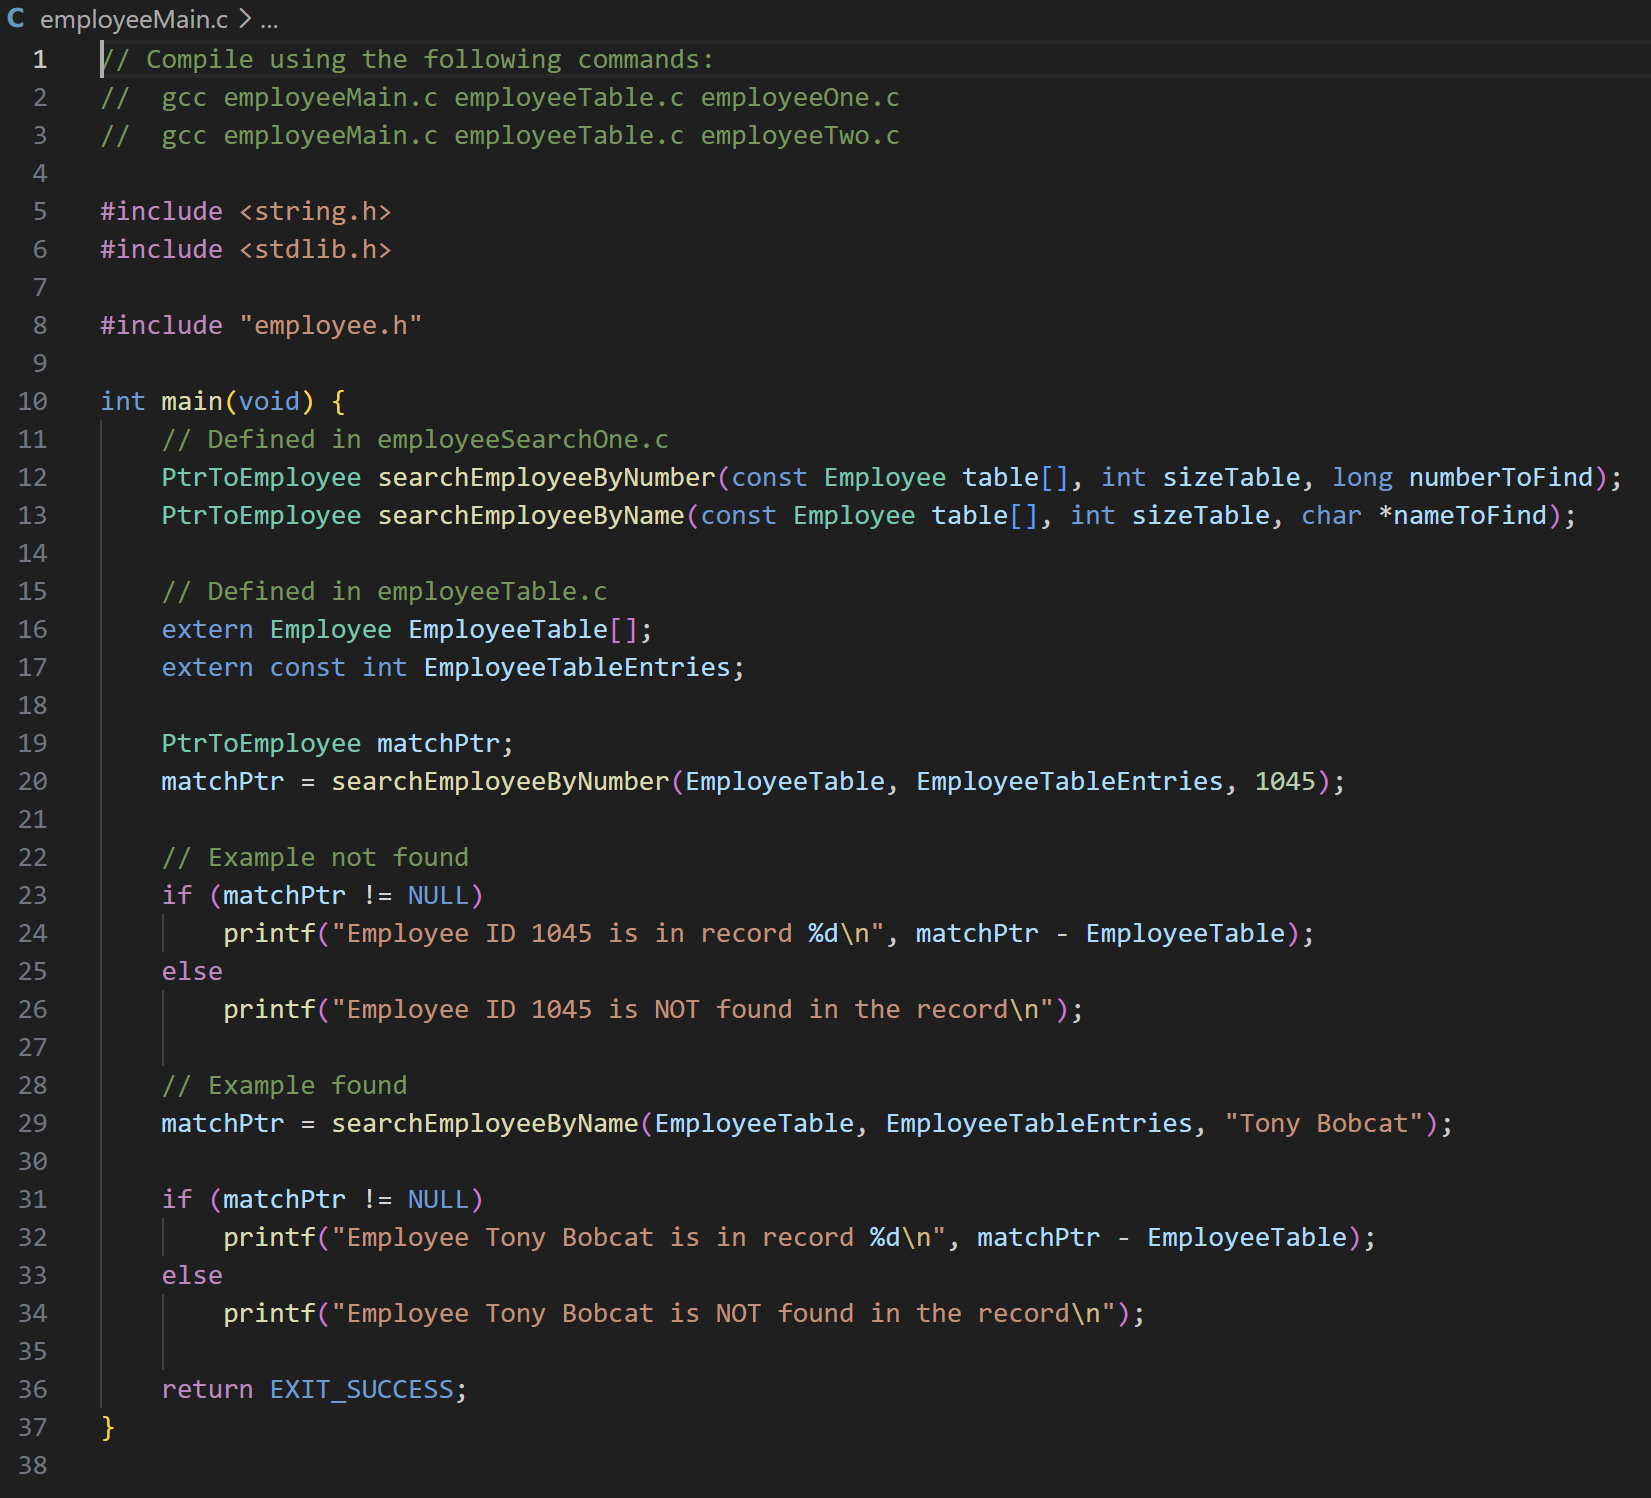 C employeeMain.c > ...
1 // Compile using the following commands:
2 //  gcc employeeMain.c employeeTable.c employeeOne.c
3 //  gcc employeeMain.c employeeTable.c employeeTwo.c
4
5 #include <string.h>
6 #include <stdlib.h>
7
8 #include "employee.h"
9
10 int main(void) {
11     // Defined in employeeSearchOne.c
12     PtrToEmployee searchEmployeeByNumber(const Employee table[], int sizeTable, long numberToFind);
13     PtrToEmployee searchEmployeeByName(const Employee table[], int sizeTable, char *nameToFind);
14
15     // Defined in employeeTable.c
16     extern Employee EmployeeTable[];
17     extern const int EmployeeTableEntries;
18
19     PtrToEmployee matchPtr;
20     matchPtr = searchEmployeeByNumber(EmployeeTable, EmployeeTableEntries, 1045);
21
22     // Example not found
23     if (matchPtr != NULL)
24         printf("Employee ID 1045 is in record %d\n", matchPtr - EmployeeTable);
25     else
26         printf("Employee ID 1045 is NOT found in the record\n");
27
28     // Example found
29     matchPtr = searchEmployeeByName(EmployeeTable, EmployeeTableEntries, "Tony Bobcat");
30
31     if (matchPtr != NULL)
32         printf("Employee Tony Bobcat is in record %d\n", matchPtr - EmployeeTable);
33     else
34         printf("Employee Tony Bobcat is NOT found in the record\n");
35
36     return EXIT_SUCCESS;
37 }
38